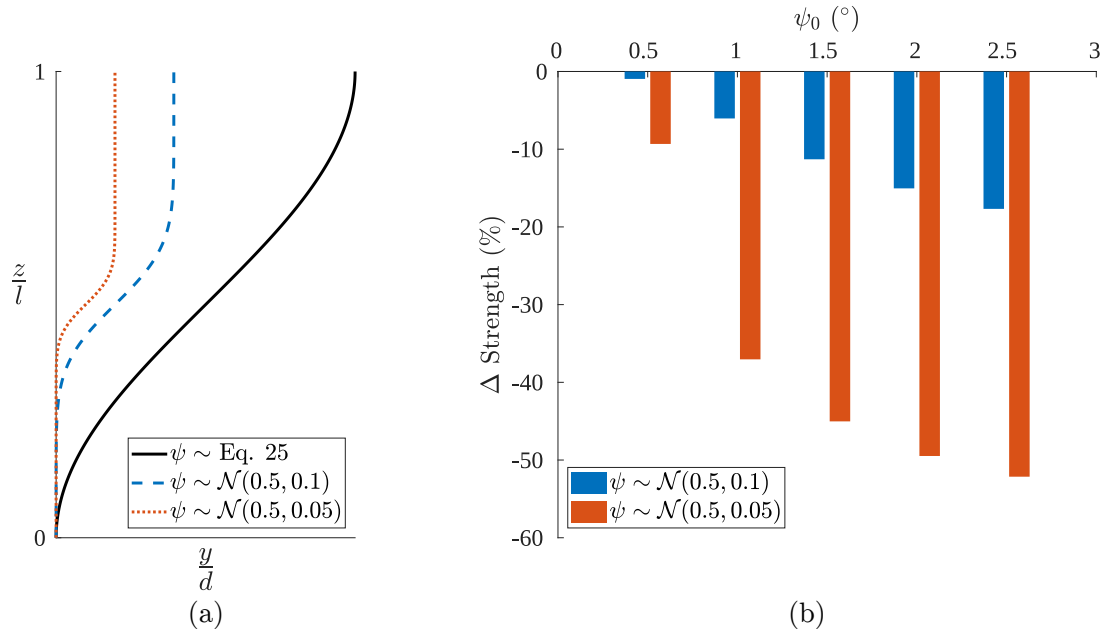 1
z
l
0
ψ ∼ Eq. 25
ψ ∼ 𝒩(0.5, 0.1)
ψ ∼ 𝒩(0.5, 0.05)
y
d
(a)
ψ₀ (°)
0 0.5 1 1.5 2 2.5 3
0
-10
-20
-30
-40
-50
-60
Δ Strength (%)
ψ ∼ 𝒩(0.5, 0.1)
ψ ∼ 𝒩(0.5, 0.05)
(b)